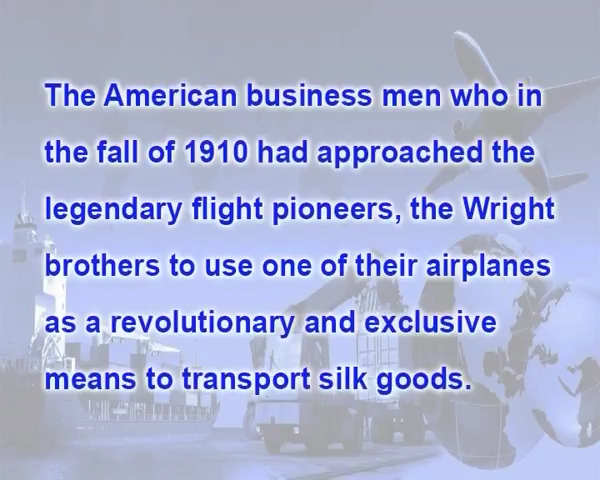 The American business men who in
the fall of 1910 had approached the
legendary flight pioneers, the Wright
brothers to use one of their airplanes
as a revolutionary and exclusive
means to transport silk goods.